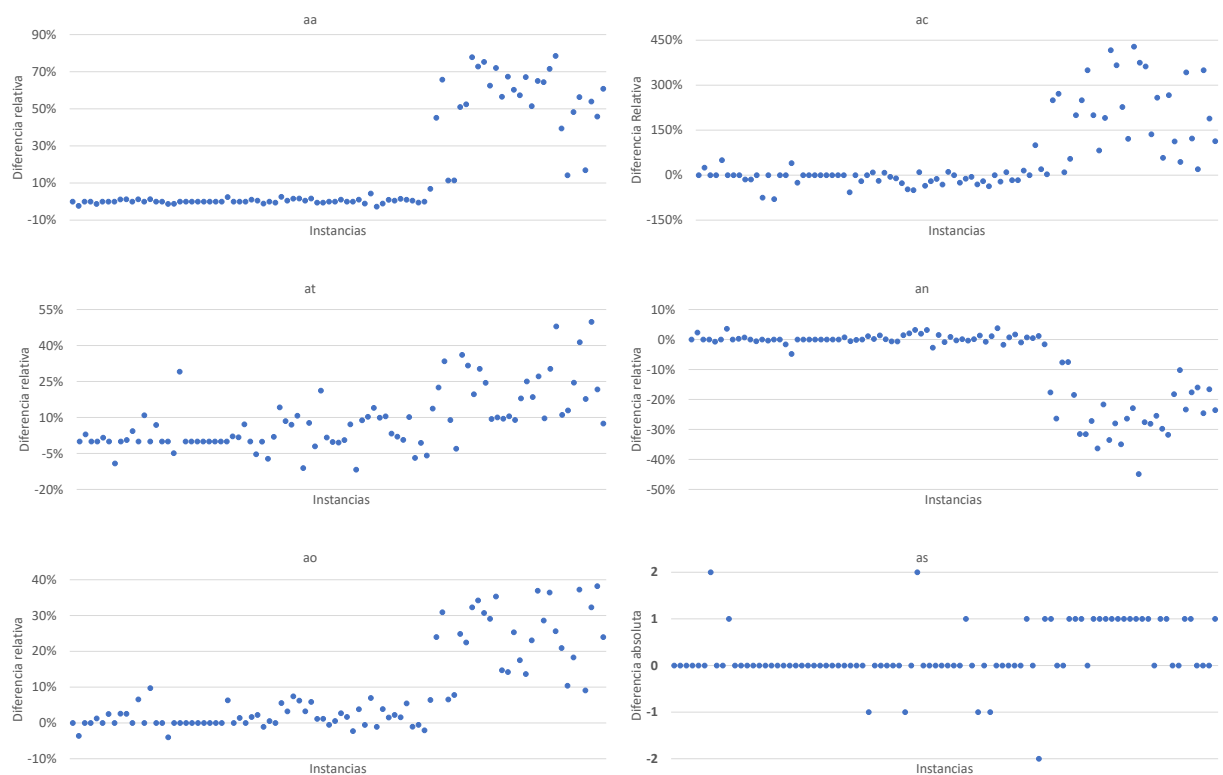 aa
90%
70%
50%
30%
10%
-10%
Diferencia relativa
Instancias
ac
450%
300%
150%
0%
-150%
Diferencia Relativa
Instancias
at
55%
40%
25%
10%
-5%
-20%
Diferencia relativa
Instancias
an
10%
0%
-10%
-20%
-30%
-40%
-50%
Diferencia relativa
Instancias
ao
40%
30%
20%
10%
0%
-10%
Diferencia relativa
Instancias
as
2
1
0
-1
-2
Diferencia absoluta
Instancias